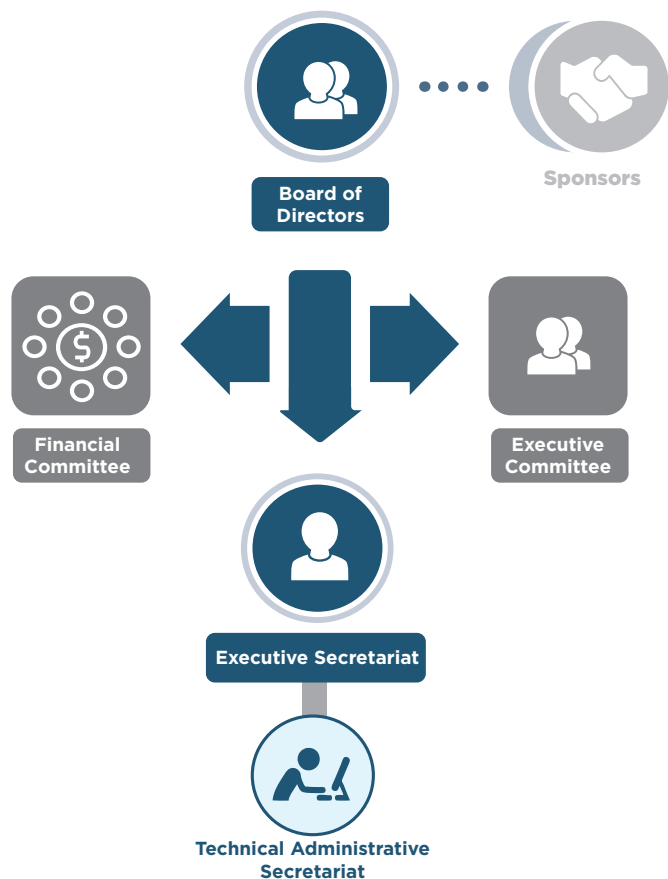 Board of
Directors
Sponsors
$
Financial
Committee
Executive
Committee
Executive Secretariat
Technical Administrative
Secretariat